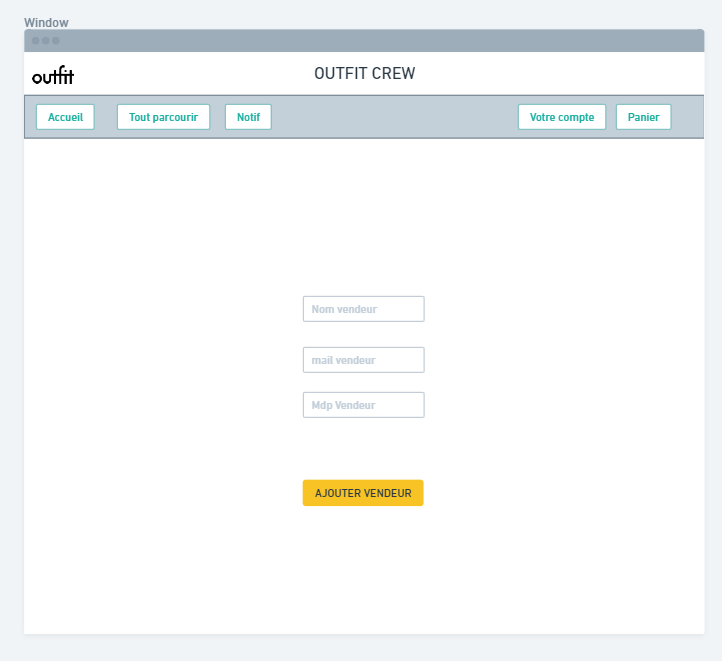 Window
outfit
OUTFIT CREW
Accueil
Tout parcourir
Notif
Votre compte
Panier
Nom vendeur
mail vendeur
Mdp Vendeur
AJOUTER VENDEUR